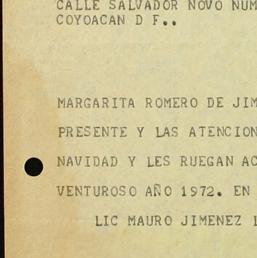 CALLE SALVADOR NOVO NUM
COYOACAN D F..
MARGARITA ROMERO DE JIM
PRESENTE Y LAS ATENCION
NAVIDAD Y LES RUEGAN AC
VENTUROSO AÑO 1972. EN
LIC MAURO JIMENEZ L